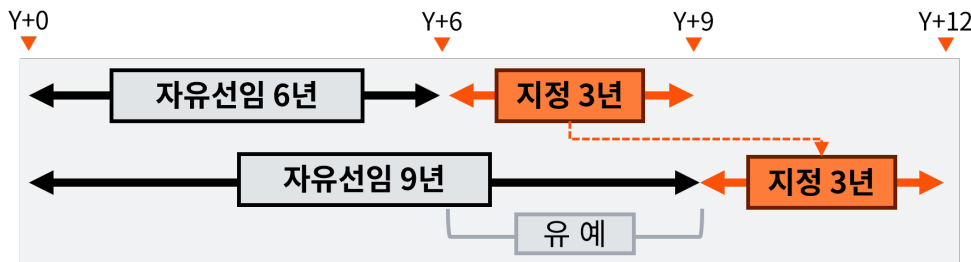 Y+0 Y+6 Y+9 Y+12
자유선임 6년 지정 3년
자유선임 9년 지정 3년
유 예